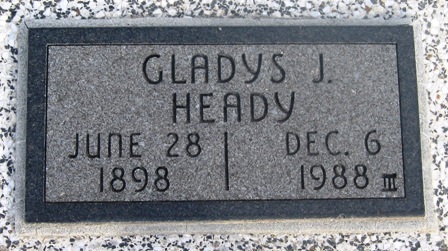 GLADYS J.
HEADY
JUNE 28 | DEC. 6
1898 | 1988 III